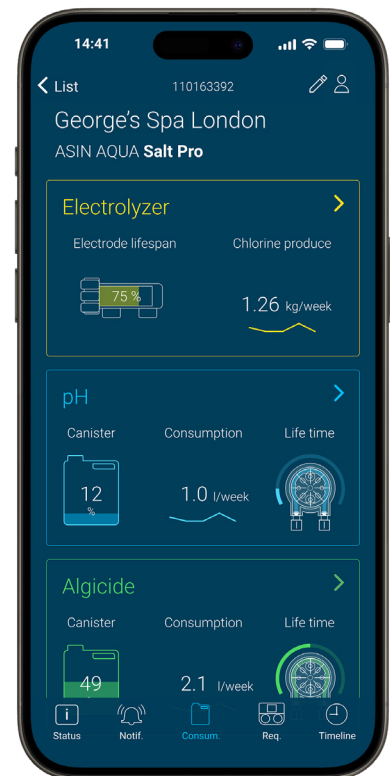 14:41
List 110163392
George's Spa London
ASIN AQUA Salt Pro
Electrolyzer
Electrode lifespan Chlorine produce
75 %
1.26 kg/week
pH
Canister Consumption Life time
12
%
1.0 l/week
Algicide
Canister Consumption Life time
49
2.1 l/week
Status Notif. Consum. Req. Timeline